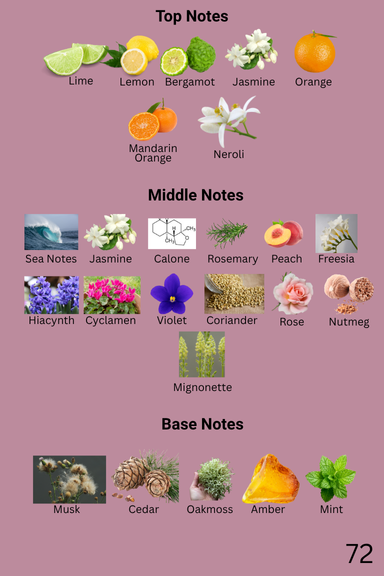 Top Notes
Lime
Lemon
Bergamot
Jasmine
Orange
Mandarin
Orange
Neroli
Middle Notes
Sea Notes
Jasmine
Calone
Rosemary
Peach
Freesia
Hiacynth
Cyclamen
Violet
Coriander
Rose
Nutmeg
Mignonette
Base Notes
Musk
Cedar
Oakmoss
Amber
Mint
72